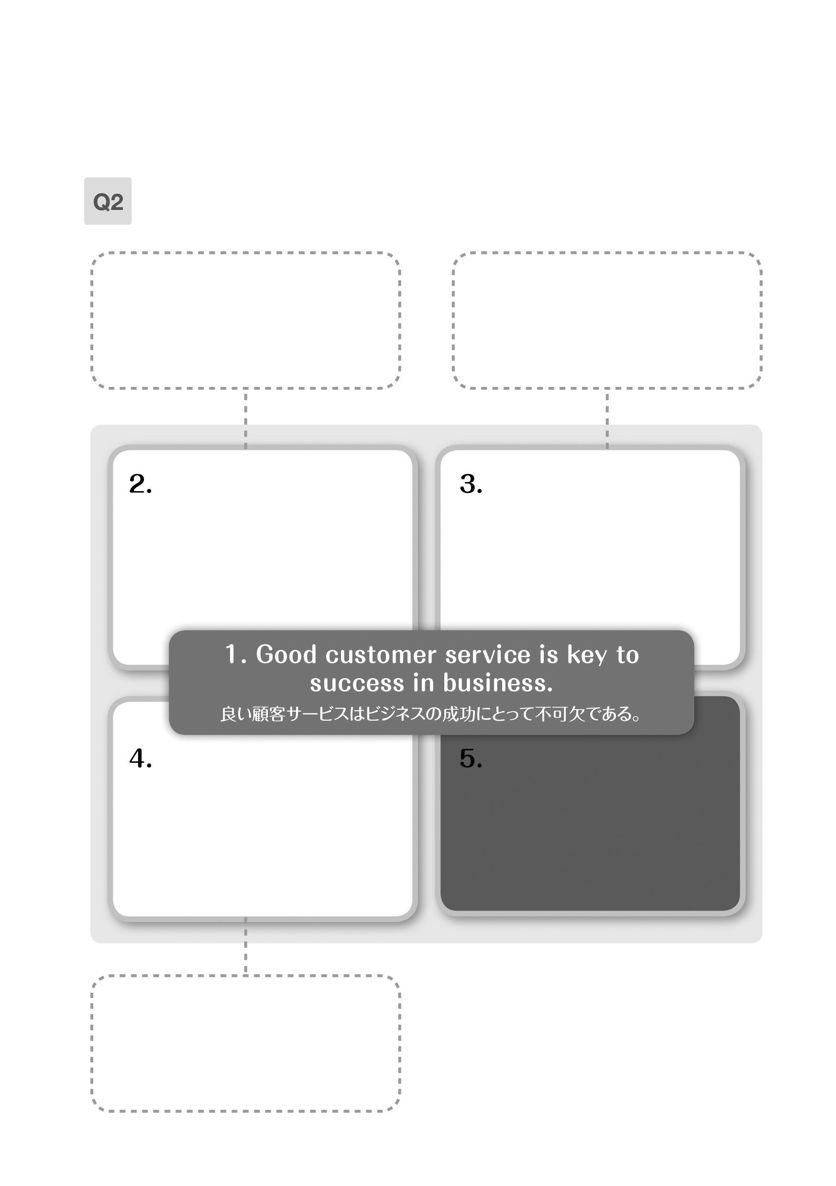 Q2
2.
3.
1. Good customer service is key to
success in business.
良い顧客サービスはビジネスの成功にとって不可欠である。
4.
5.